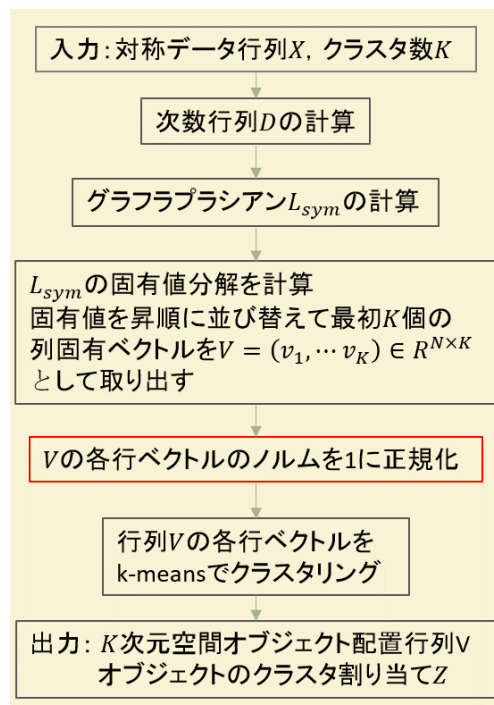 入力：対称データ行列X，クラスタ数K
次数行列Dの計算
グラフラプラシアンL_{sym}の計算
L_{sym}の固有値分解を計算
固有値を昇順に並び替えて最初K個の
列固有ベクトルをV = (v_1,⋯ v_K) ∈ R^{N×K}
として取り出す
Vの各行ベクトルのノルムを1に正規化
行列Vの各行ベクトルを
k-meansでクラスタリング
出力： K次元空間オブジェクト配置行列V
オブジェクトのクラスタ割り当てZ